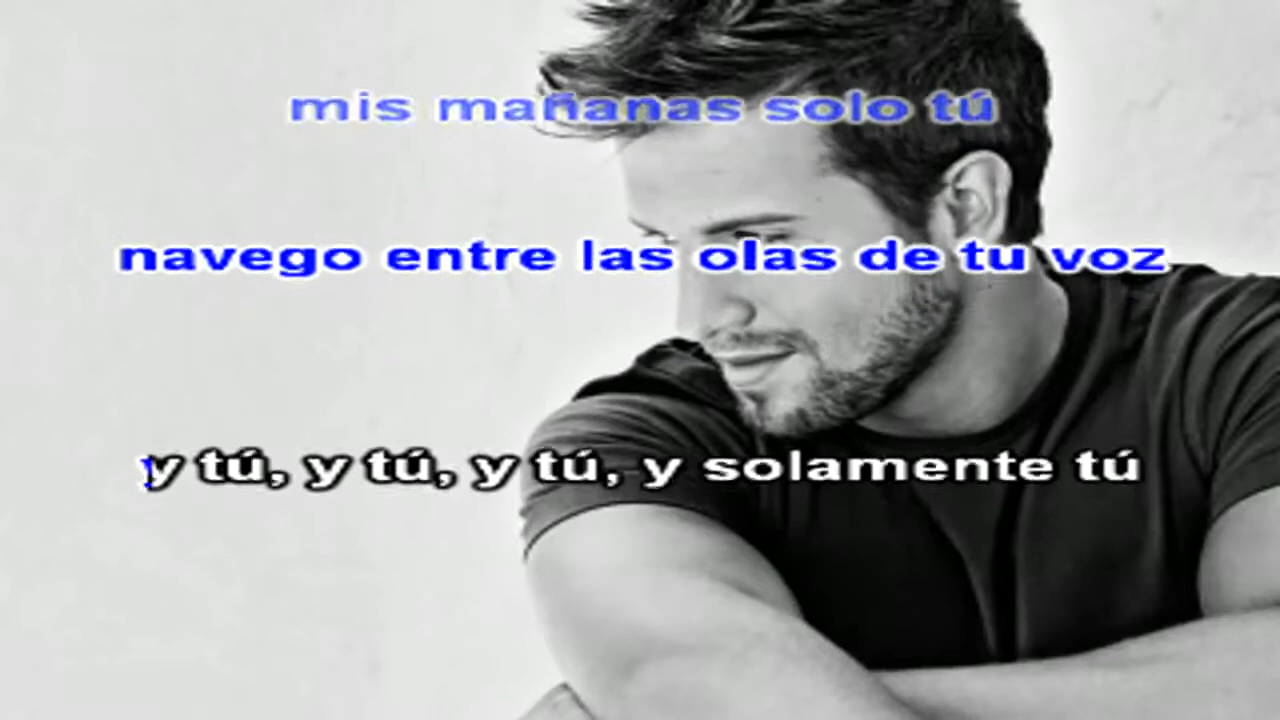 mis mañanas solo tú
navego entre las olas de tu voz
y tú, y tú, y tú, y solamente tú